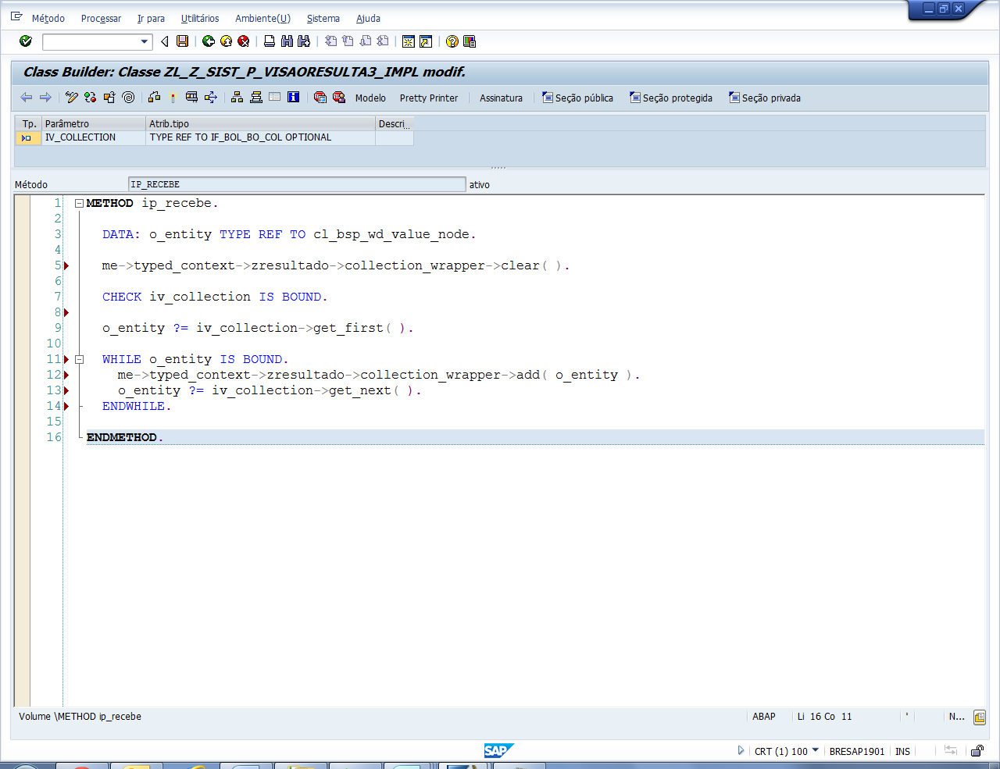 Método Processar Ir para Utilitários Ambiente(U) Sistema Ajuda
Class Builder: Classe ZL_Z_SIST_P_VISAORESULTA3_IMPL modif.
Modelo Pretty Printer Assinatura Seção pública Seção protegida Seção privada
Tp. Parâmetro Atrib.tipo Descri...
IV_COLLECTION TYPE REF TO IF_BOL_BO_COL OPTIONAL
Método IP_RECEBE ativo
1 METHOD ip_recebe.
2
3 DATA: o_entity TYPE REF TO cl_bsp_wd_value_node.
4
5 me->typed_context->zresultado->collection_wrapper->clear( ).
6
7 CHECK iv_collection IS BOUND.
8
9 o_entity ?= iv_collection->get_first( ).
10
11 WHILE o_entity IS BOUND.
12 me->typed_context->zresultado->collection_wrapper->add( o_entity ).
13 o_entity ?= iv_collection->get_next( ).
14 ENDWHILE.
15
16 ENDMETHOD.
Volume \METHOD ip_recebe ABAP Li 16 Co 11 N...
SAP CRT (1) 100 BRESAP1901 INS